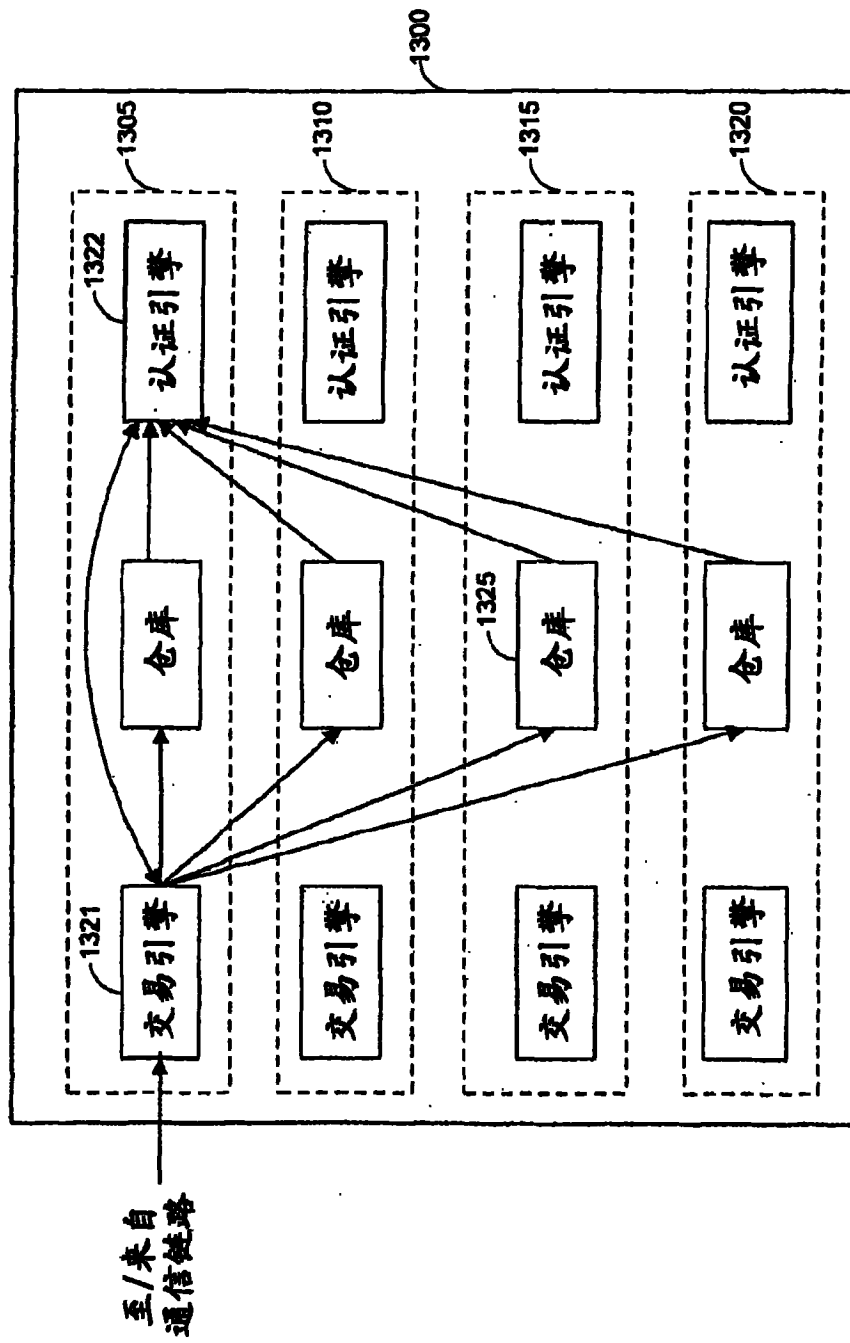 至/来自
通信链路
1300
1305
1321
交易引擎
仓库
1322
认证引擎
1310
交易引擎
仓库
认证引擎
1315
交易引擎
1325
仓库
认证引擎
1320
交易引擎
仓库
认证引擎